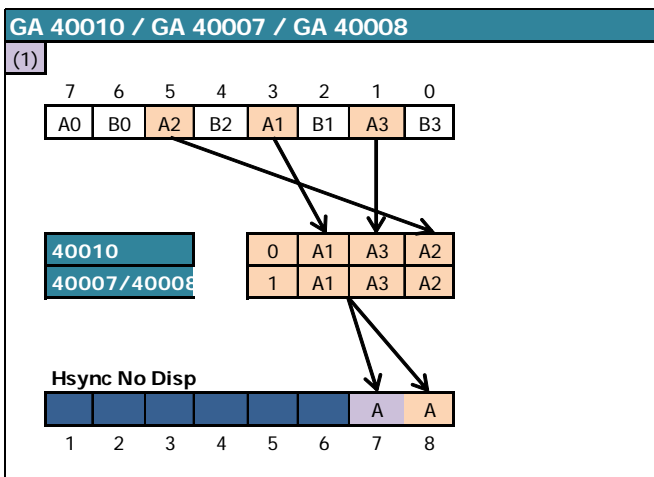 GA 40010 / GA 40007 / GA 40008
(1)
7 6 5 4 3 2 1 0
A0 B0 A2 B2 A1 B1 A3 B3
40010 0 A1 A3 A2
40007/40008 1 A1 A3 A2
Hsync No Disp
A A
1 2 3 4 5 6 7 8